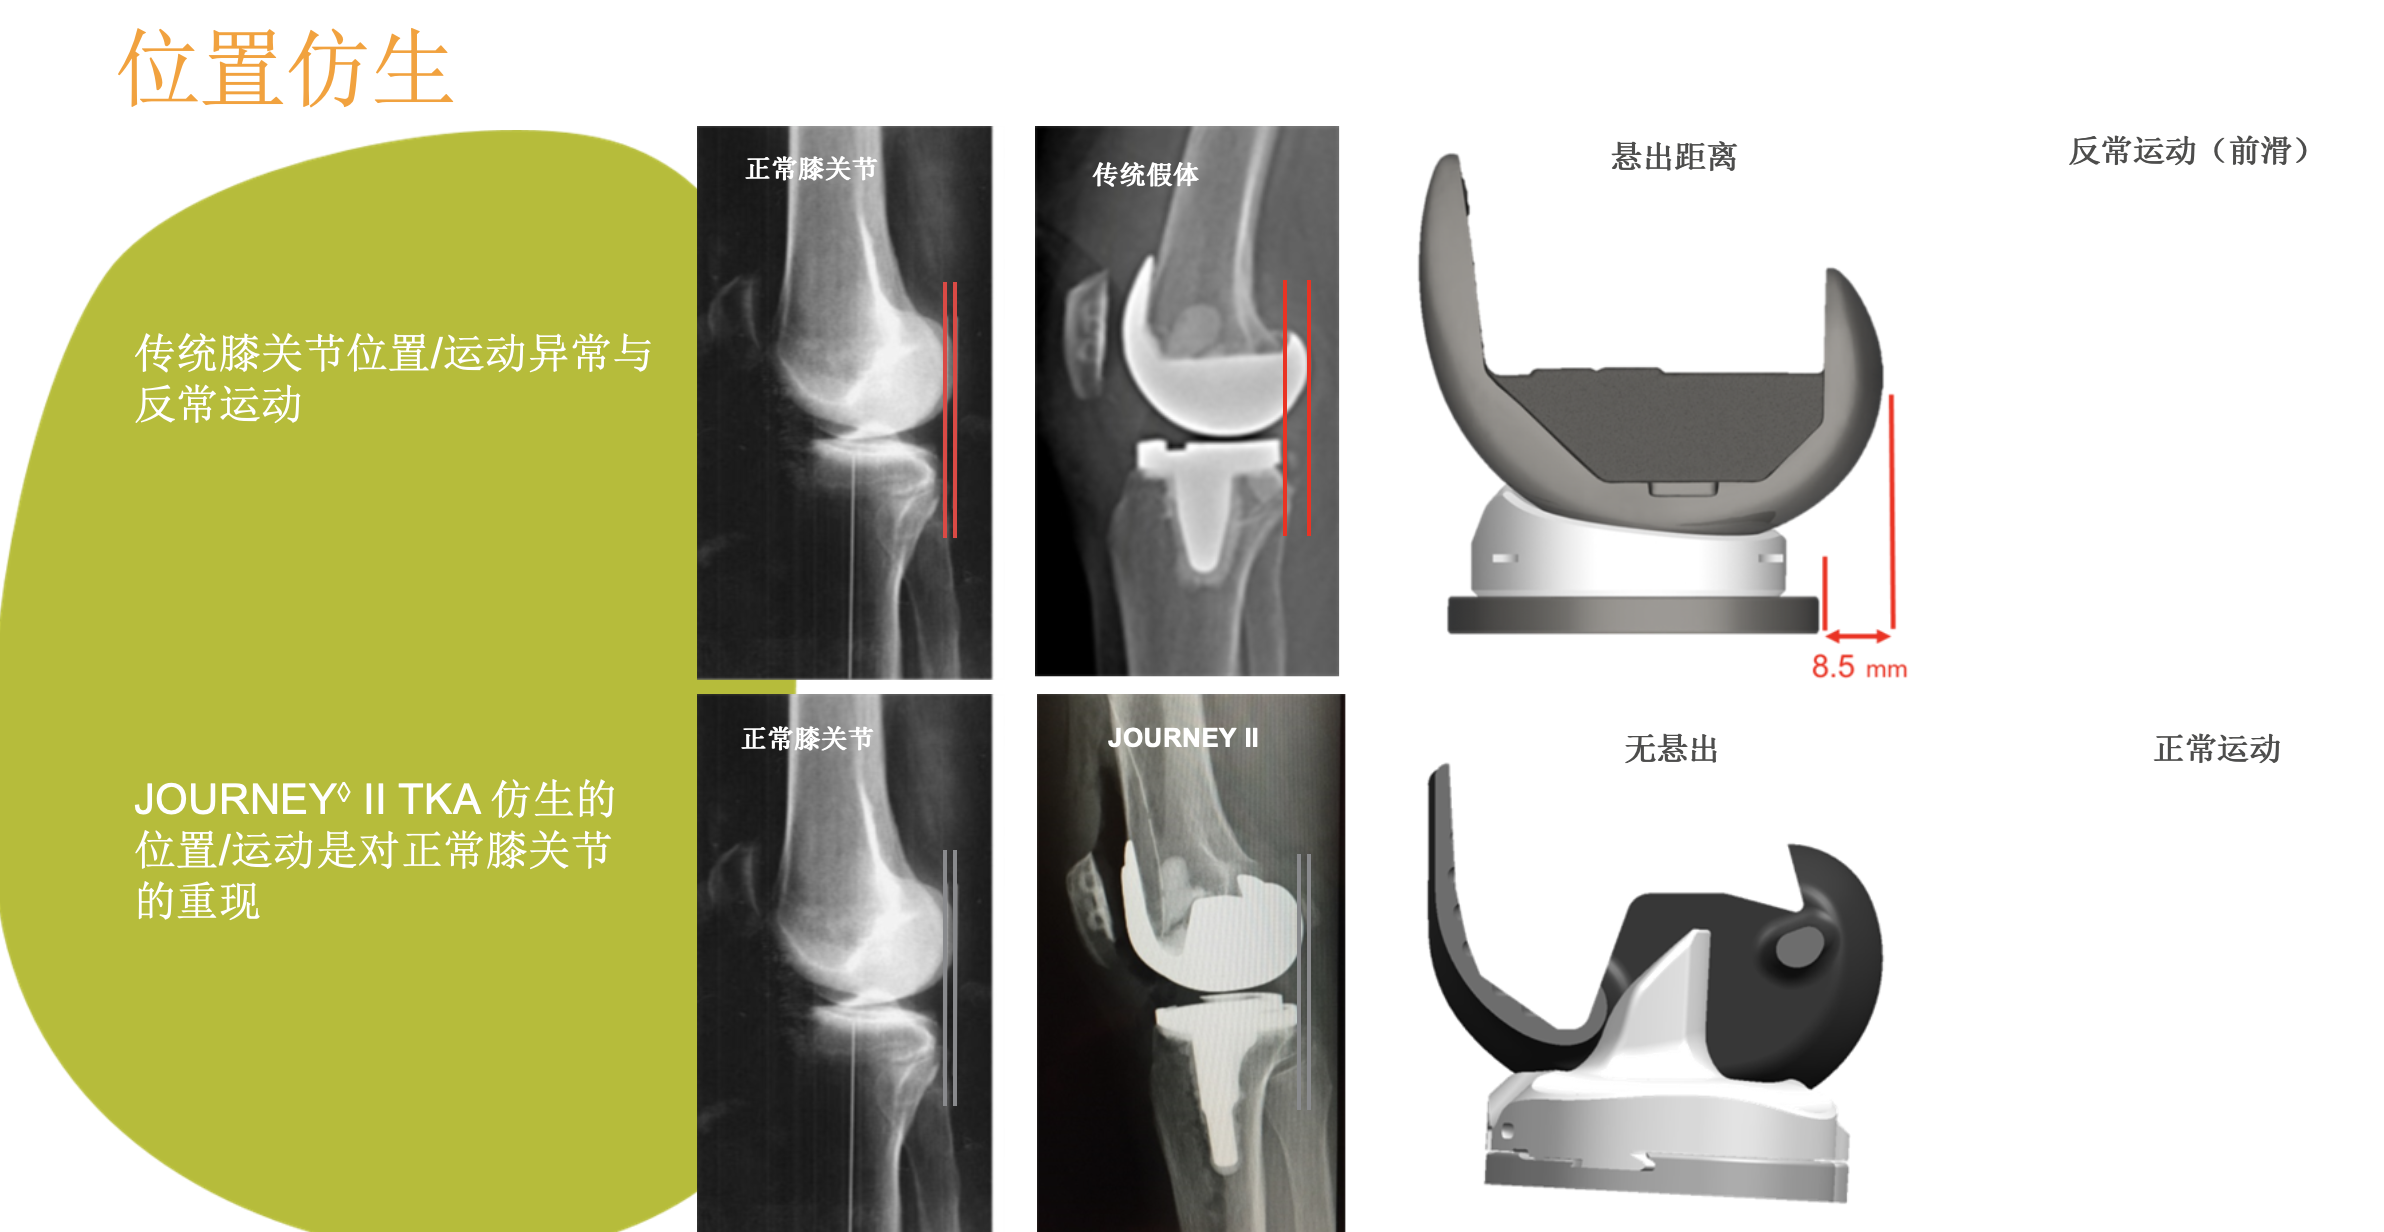 位置仿生
正常膝关节
传统假体
悬出距离
反常运动（前滑）
传统膝关节位置/运动异常与
反常运动
8.5 mm
正常膝关节
JOURNEY II
无悬出
正常运动
JOURNEY◊ II TKA 仿生的
位置/运动是对正常膝关节
的重现